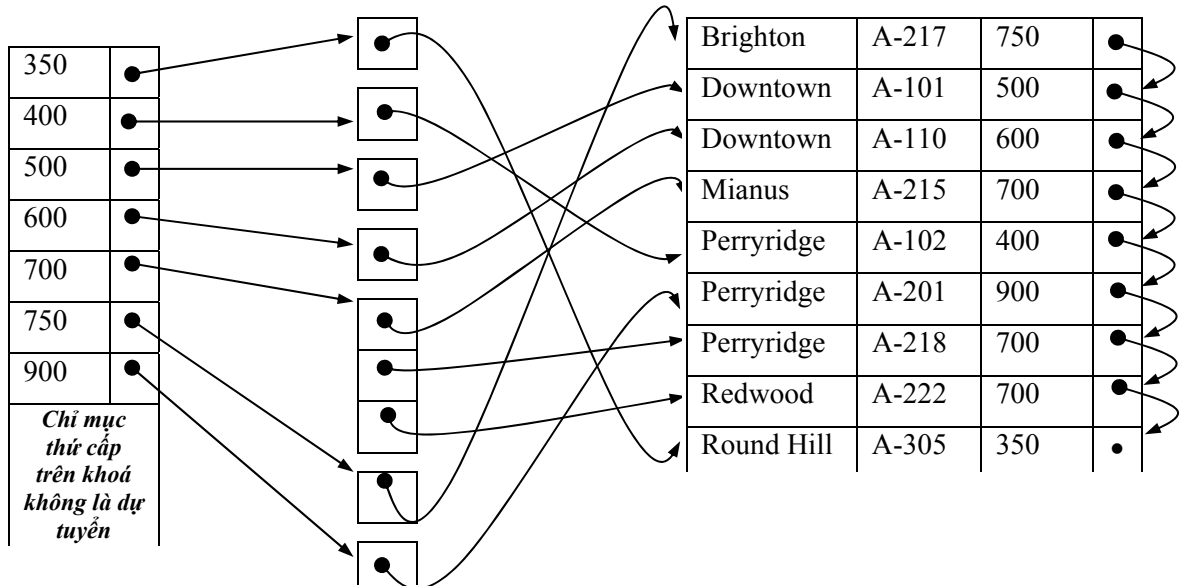 350
400
500
600
700
750
900
Chỉ mục
thứ cấp
trên khoá
không là dự
tuyển
Brighton A-217 750
Downtown A-101 500
Downtown A-110 600
Mianus A-215 700
Perryridge A-102 400
Perryridge A-201 900
Perryridge A-218 700
Redwood A-222 700
Round Hill A-305 350